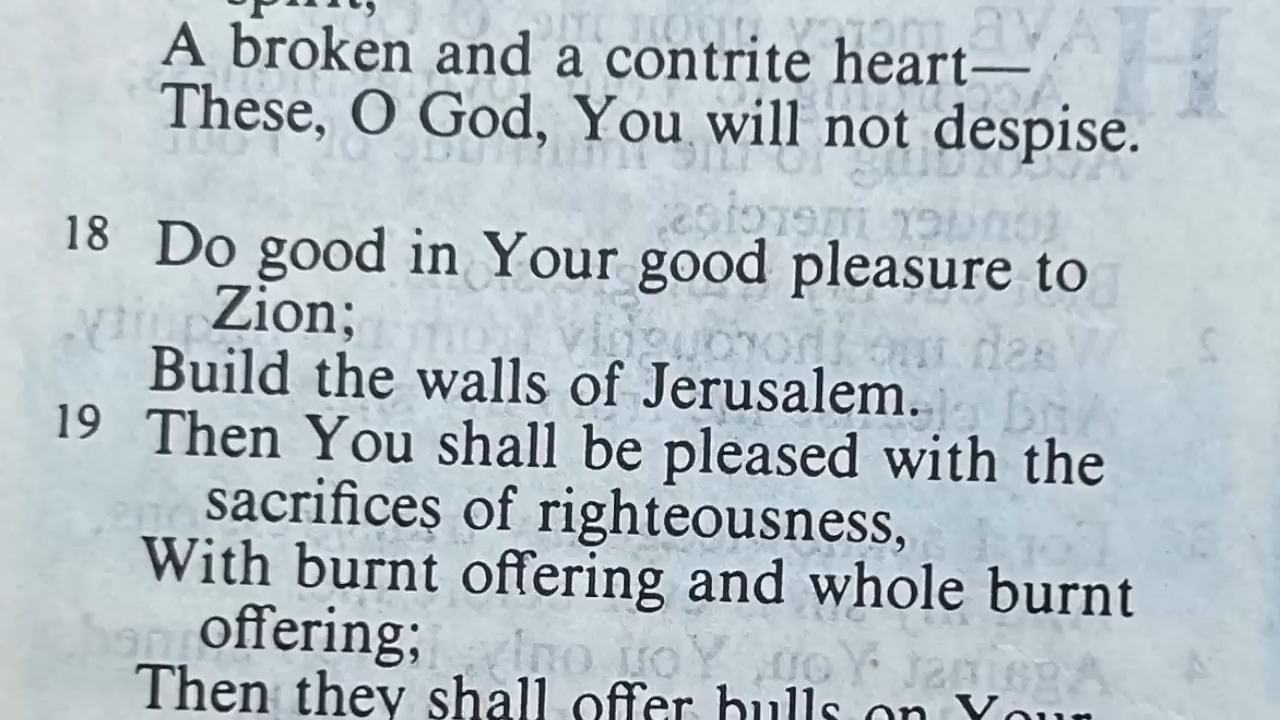 spirit,
A broken and a contrite heart—
These, O God, You will not despise.
18 Do good in Your good pleasure to
Zion;
Build the walls of Jerusalem.
19 Then You shall be pleased with the
sacrifices of righteousness,
With burnt offering and whole burnt
offering;
Then they shall offer bulls on Your